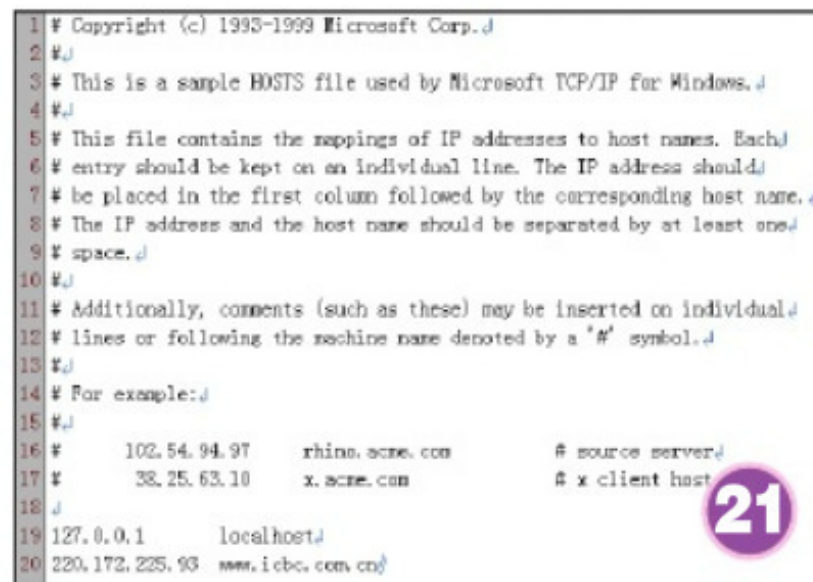 1 # Copyright (c) 1993-1999 Microsoft Corp.
2 #
3 # This is a sample HOSTS file used by Microsoft TCP/IP for Windows.
4 #
5 # This file contains the mappings of IP addresses to host names. Each
6 # entry should be kept on an individual line. The IP address should
7 # be placed in the first column followed by the corresponding host name.
8 # The IP address and the host name should be separated by at least one
9 # space.
10 #
11 # Additionally, comments (such as these) may be inserted on individual
12 # lines or following the machine name denoted by a '#' symbol.
13 #
14 # For example:
15 #
16 # 102.54.94.97 rhino.acme.com # source server
17 # 38.25.63.10 x.acme.com # x client host
18
19 127.0.0.1 localhost
20 220.172.225.93 www.icbc.com.cn
21